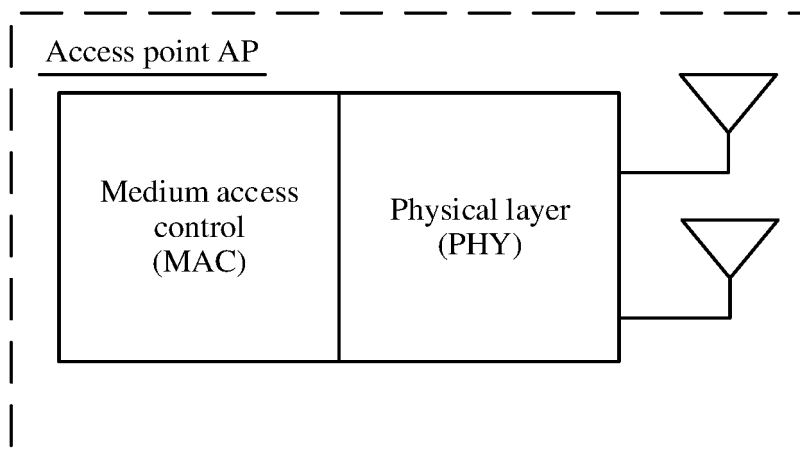 Access point AP
Medium access
control
(MAC)
Physical layer
(PHY)